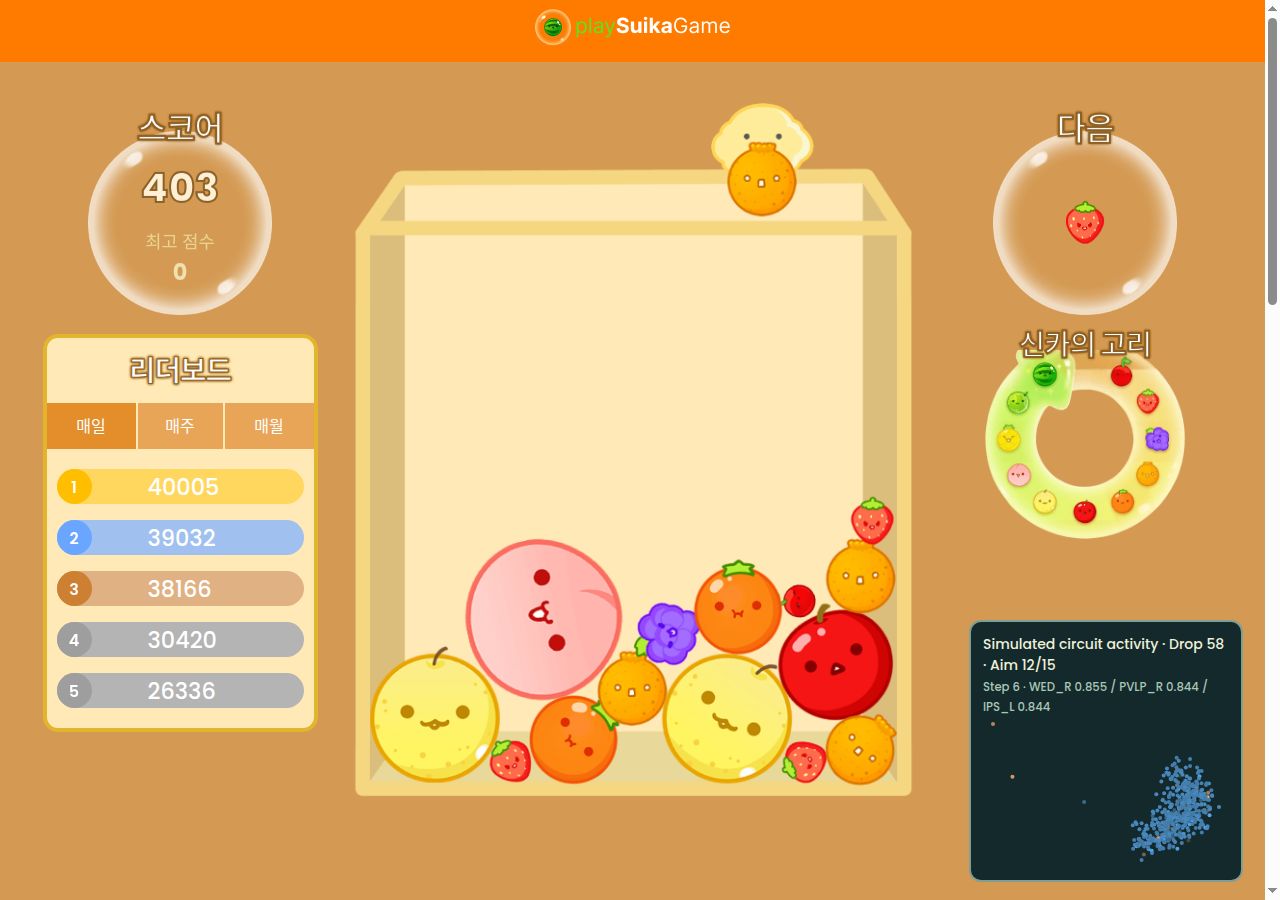 playSuikaGame
스코어
403
최고 점수
0
다음
리더보드
매일
매주
매월
1
40005
2
39032
3
38166
4
30420
5
26336
신카의 고리
Simulated circuit activity · Drop 58
· Aim 12/15
Step 6 · WED_R 0.855 / PVLP_R 0.844 /
IPS_L 0.844